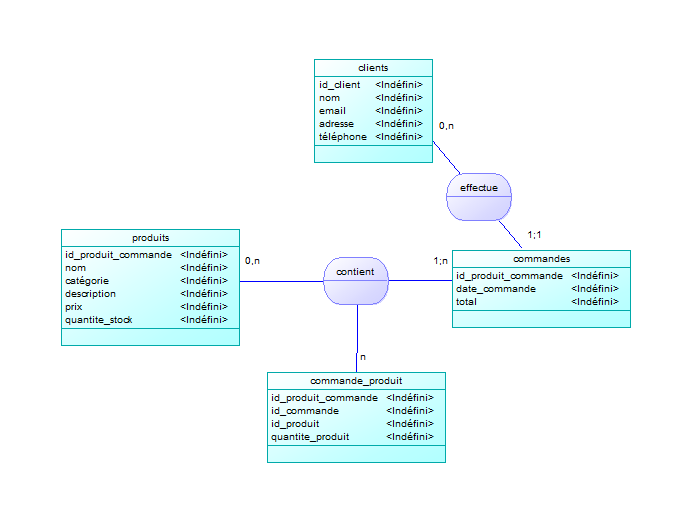 clients
id_client <Indéfini>
nom <Indéfini>
email <Indéfini>
adresse <Indéfini>
téléphone <Indéfini>
0,n
effectue
1;1
produits
id_produit_commande <Indéfini>
nom <Indéfini>
catégorie <Indéfini>
description <Indéfini>
prix <Indéfini>
quantite_stock <Indéfini>
0,n
contient
1;n
commandes
id_produit_commande <Indéfini>
date_commande <Indéfini>
total <Indéfini>
n
commande_produit
id_produit_commande <Indéfini>
id_commande <Indéfini>
id_produit <Indéfini>
quantite_produit <Indéfini>